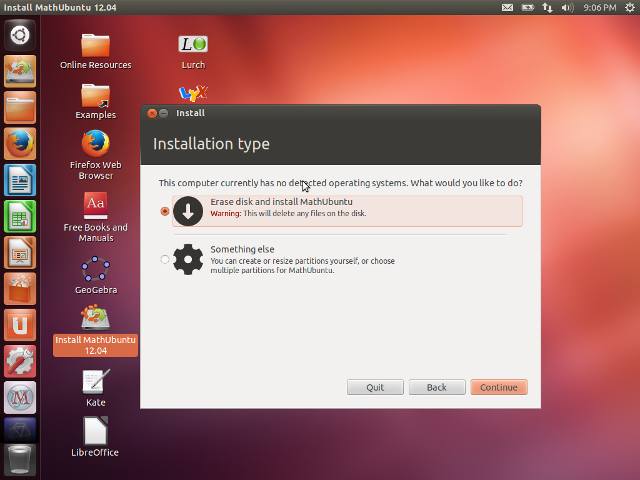 Install MathUbuntu 12.04
9:06 PM
Online Resources
Lurch
Examples
LyX
Firefox Web
Browser
Aa
Free Books and
Manuals
GeoGebra
Install MathUbuntu
12.04
Kate
LibreOffice
Install
Installation type
This computer currently has no detected operating systems. What would you like to do?
Erase disk and install MathUbuntu
Warning: This will delete any files on the disk.
Something else
You can create or resize partitions yourself, or choose
multiple partitions for MathUbuntu.
Quit
Back
Continue